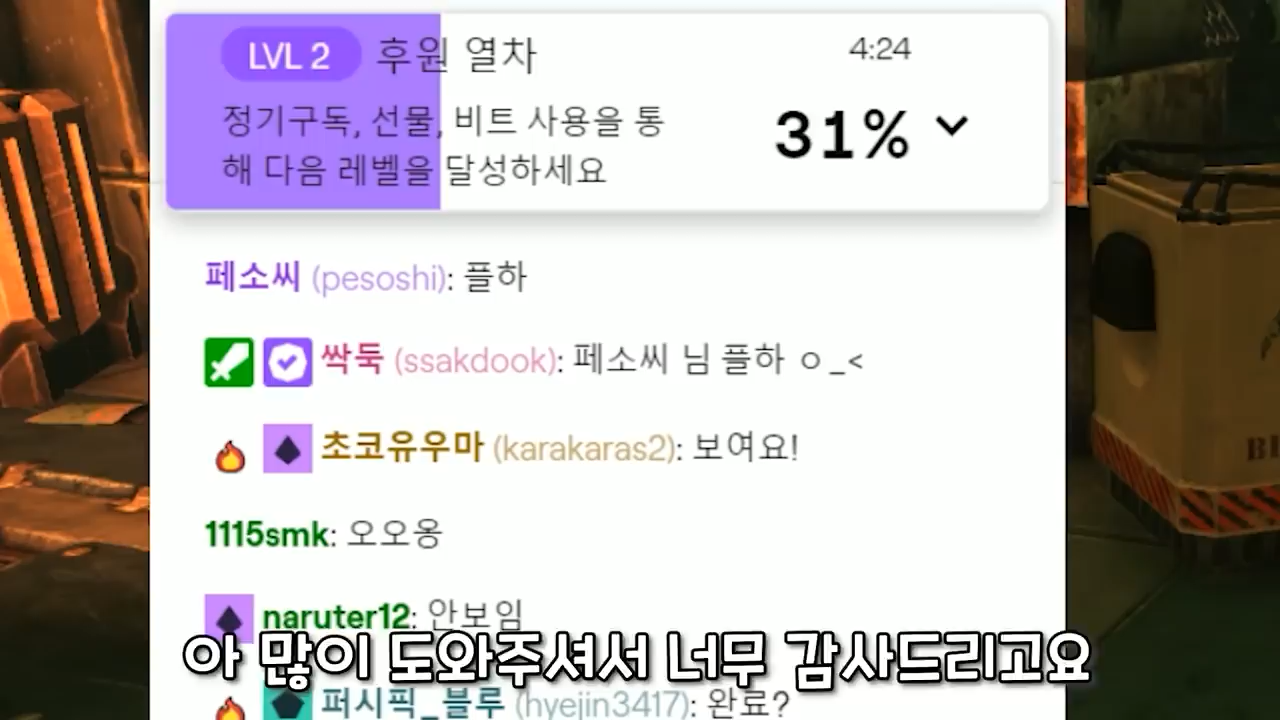 LVL 2 후원 열차 4:24
정기구독, 선물, 비트 사용을 통
해 다음 레벨을 달성하세요
31%
페소씨 (pesoshi): 플하
싹둑 (ssakdook): 페소씨 님 플하 ㅇ_<
초코유우마 (karakaras2): 보여요!
1115smk: 오오옹
naruter12: 안보임
아 많이 도와주셔서 너무 감사드리고요
퍼시픽_블루 (hyejin3417): 완료?